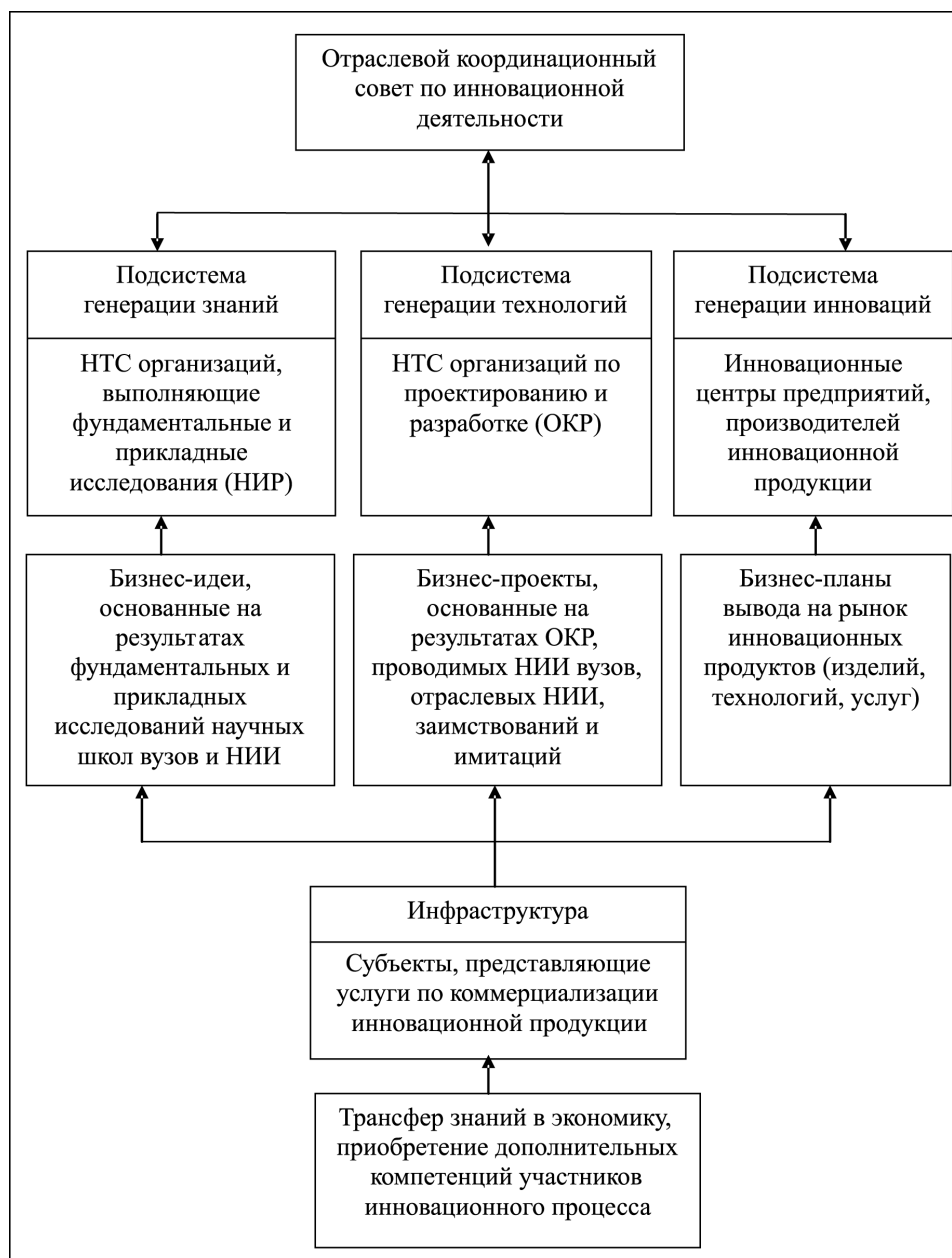 Отраслевой координационный
совет по инновационной
деятельности
Подсистема
генерации знаний
НТС организаций,
выполняющие
фундаментальные и
прикладные
исследования (НИР)
Подсистема
генерации технологий
НТС организаций по
проектированию и
разработке (ОКР)
Подсистема
генерации инноваций
Инновационные
центры предприятий,
производителей
инновационной
продукции
Бизнес-идеи,
основанные на
результатах
фундаментальных и
прикладных
исследований научных
школ вузов и НИИ
Бизнес-проекты,
основанные на
результатах ОКР,
проводимых НИИ вузов,
отраслевых НИИ,
заимствований и
имитаций
Бизнес-планы
вывода на рынок
инновационных
продуктов (изделий,
технологий, услуг)
Инфраструктура
Субъекты, представляющие
услуги по коммерциализации
инновационной продукции
Трансфер знаний в экономику,
приобретение дополнительных
компетенций участников
инновационного процесса